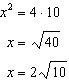 x² = 4 · 10
x = √40
x = 2√10